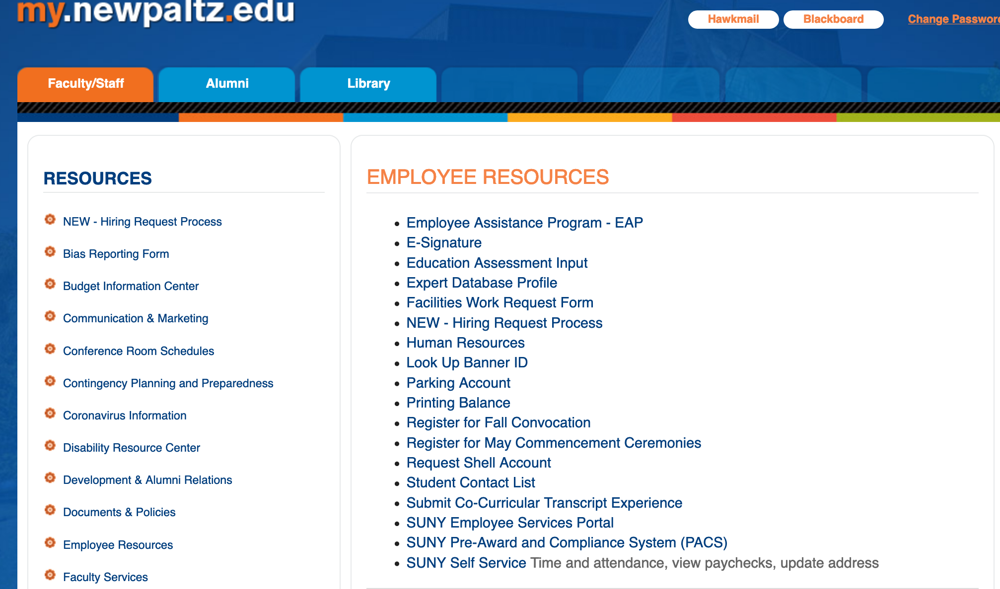 my.newpaltz.edu
Hawkmail
Blackboard
Change Password
Faculty/Staff
Alumni
Library
RESOURCES
NEW - Hiring Request Process
Bias Reporting Form
Budget Information Center
Communication & Marketing
Conference Room Schedules
Contingency Planning and Preparedness
Coronavirus Information
Disability Resource Center
Development & Alumni Relations
Documents & Policies
Employee Resources
Faculty Services
EMPLOYEE RESOURCES
Employee Assistance Program - EAP
E-Signature
Education Assessment Input
Expert Database Profile
Facilities Work Request Form
NEW - Hiring Request Process
Human Resources
Look Up Banner ID
Parking Account
Printing Balance
Register for Fall Convocation
Register for May Commencement Ceremonies
Request Shell Account
Student Contact List
Submit Co-Curricular Transcript Experience
SUNY Employee Services Portal
SUNY Pre-Award and Compliance System (PACS)
SUNY Self Service Time and attendance, view paychecks, update address